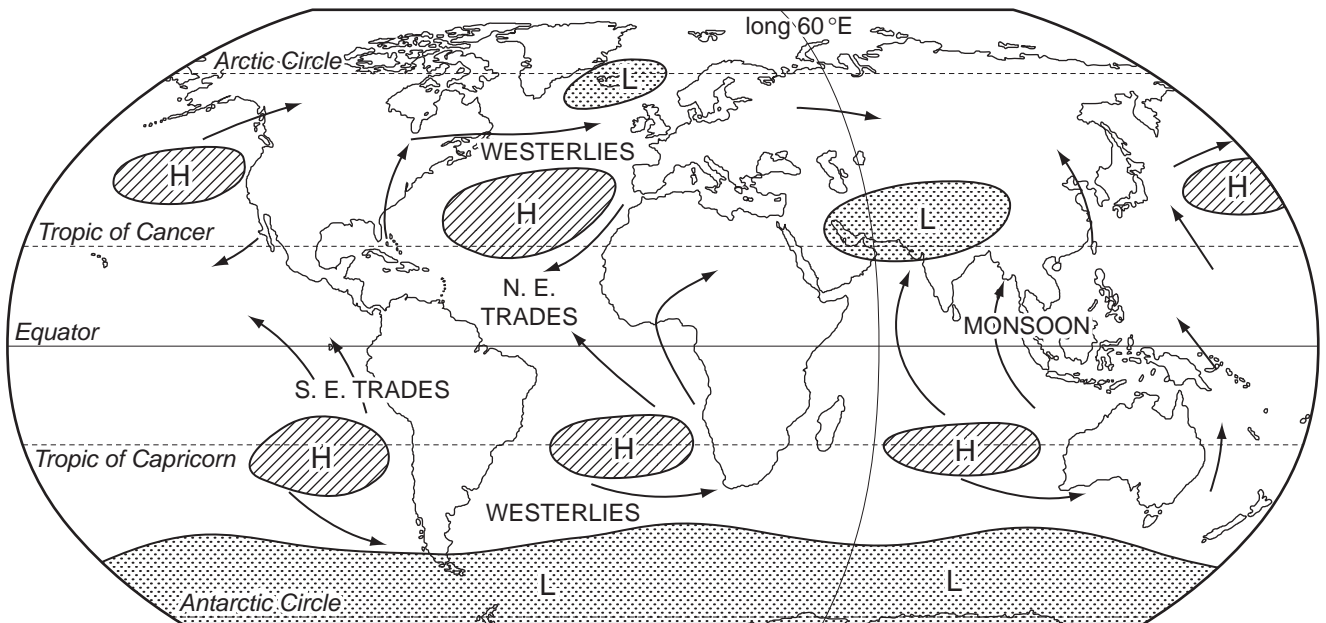 long 60 °E
Arctic Circle
L
WESTERLIES
H
H
H
L
Tropic of Cancer
N. E.
TRADES
MONSOON
Equator
S. E. TRADES
H
H
H
Tropic of Capricorn
WESTERLIES
L
L
Antarctic Circle